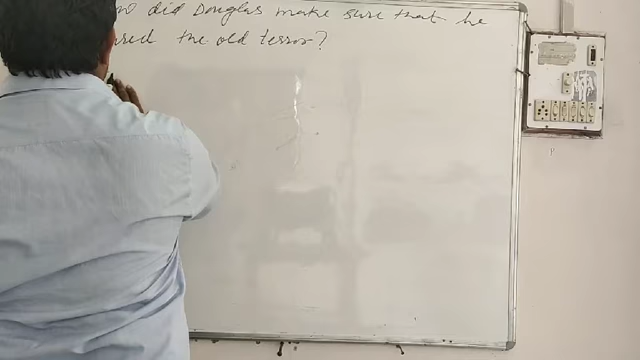 did Douglas make sure that he
the old terror?